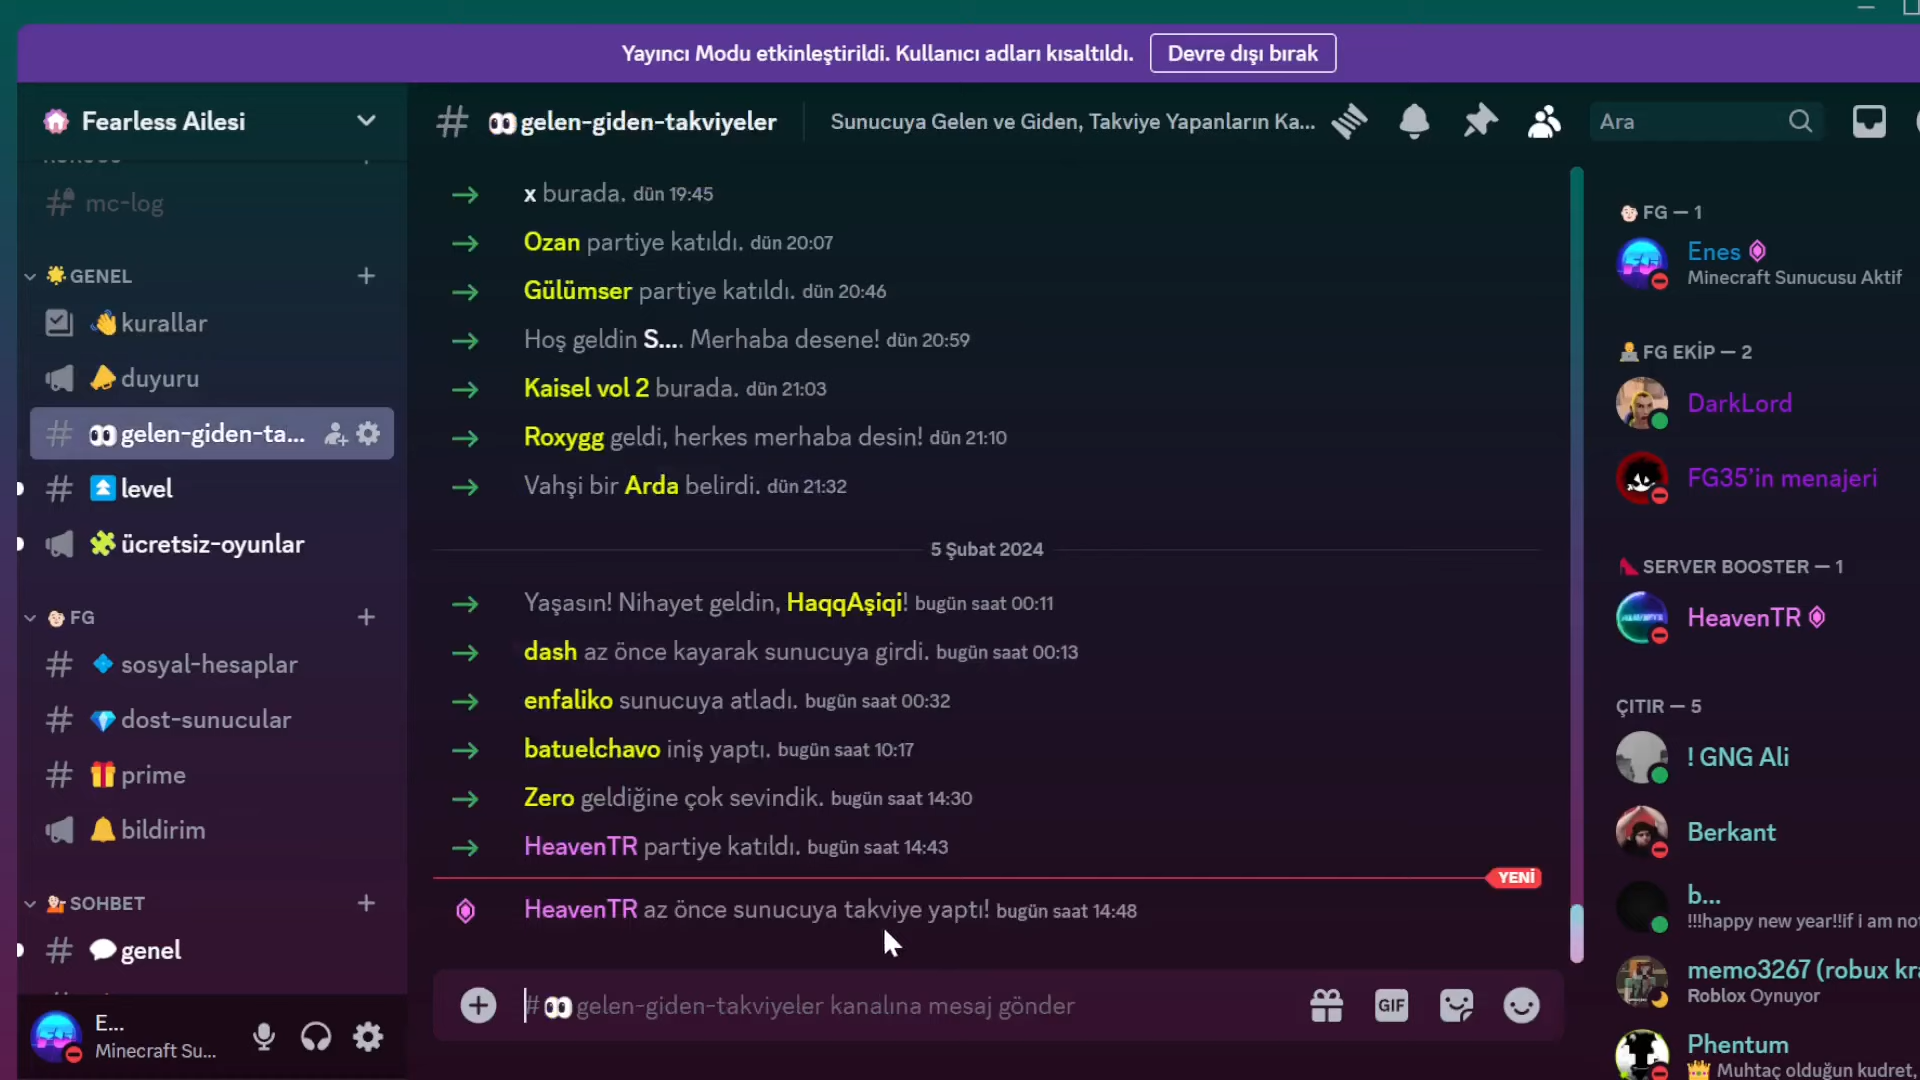 Yayıncı Modu etkinleştirildi. Kullanıcı adları kısaltıldı. Devre dışı bırak
Fearless Ailesi
mc-log
GENEL
kurallar
duyuru
gelen-giden-ta...
level
ücretsiz-oyunlar
FG
sosyal-hesaplar
dost-sunucular
prime
bildirim
SOHBET
genel
E...
Minecraft Su...
gelen-giden-takviyeler
Sunucuya Gelen ve Giden, Takviye Yapanların Ka...
Ara
x burada. dün 19:45
Ozan partiye katıldı. dün 20:07
Gülümser partiye katıldı. dün 20:46
Hoş geldin S.... Merhaba desene! dün 20:59
Kaisel vol 2 burada. dün 21:03
Roxygg geldi, herkes merhaba desin! dün 21:10
Vahşi bir Arda belirdi. dün 21:32
5 Şubat 2024
Yaşasın! Nihayet geldin, HaqqAşiqi! bugün saat 00:11
dash az önce kayarak sunucuya girdi. bugün saat 00:13
enfaliko sunucuya atladı. bugün saat 00:32
batuelchavo iniş yaptı. bugün saat 10:17
Zero geldiğine çok sevindik. bugün saat 14:30
HeavenTR partiye katıldı. bugün saat 14:43
YENİ
HeavenTR az önce sunucuya takviye yaptı! bugün saat 14:48
#gelen-giden-takviyeler kanalına mesaj gönder
GIF
FG — 1
Enes
Minecraft Sunucusu Aktif
FG EKİP — 2
DarkLord
FG35'in menajeri
SERVER BOOSTER — 1
HeavenTR
ÇITIR — 5
! GNG Ali
Berkant
b...
!!!happy new year!!if i am not
memo3267 (robux kra
Roblox Oynuyor
Phentum
Muhtaç olduğun kudret,